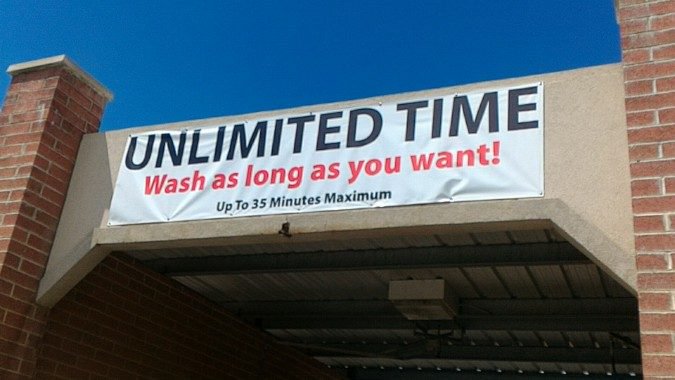 UNLIMITED TIME
Wash as long as you want!
Up To 35 Minutes Maximum